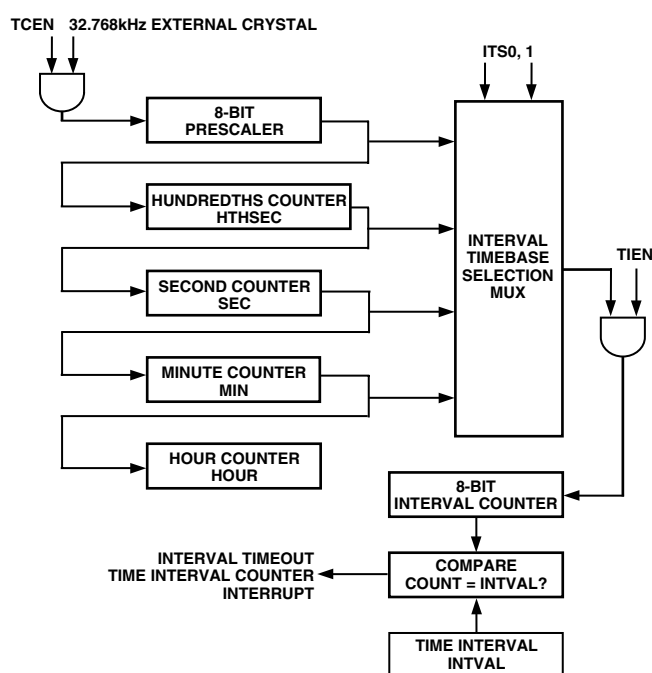 TCEN 32.768kHz EXTERNAL CRYSTAL
ITS0, 1
8-BIT
PRESCALER
HUNDREDTHS COUNTER
HTHSEC
INTERVAL
TIMEBASE
SELECTION
MUX
TIEN
SECOND COUNTER
SEC
MINUTE COUNTER
MIN
HOUR COUNTER
HOUR
8-BIT
INTERVAL COUNTER
INTERVAL TIMEOUT
TIME INTERVAL COUNTER
INTERRUPT
COMPARE
COUNT = INTVAL?
TIME INTERVAL
INTVAL